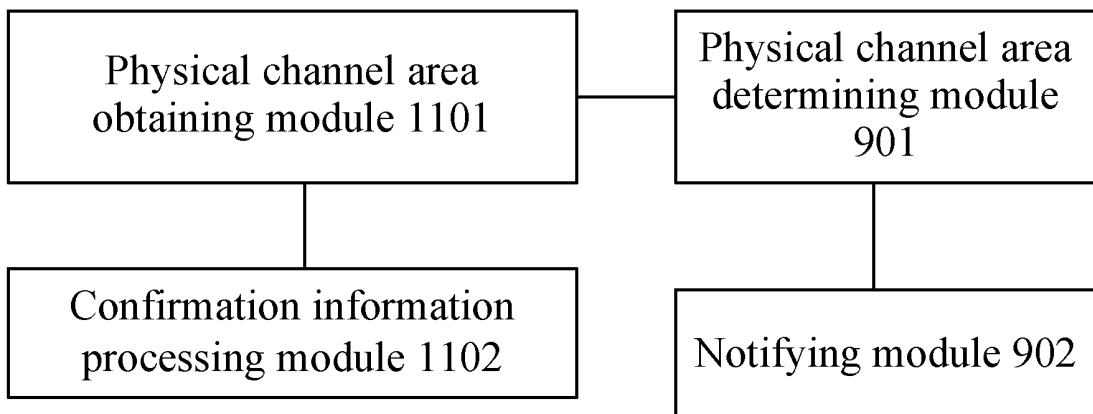 Physical channel area
obtaining module 1101
Physical channel area
determining module
901
Confirmation information
processing module 1102
Notifying module 902